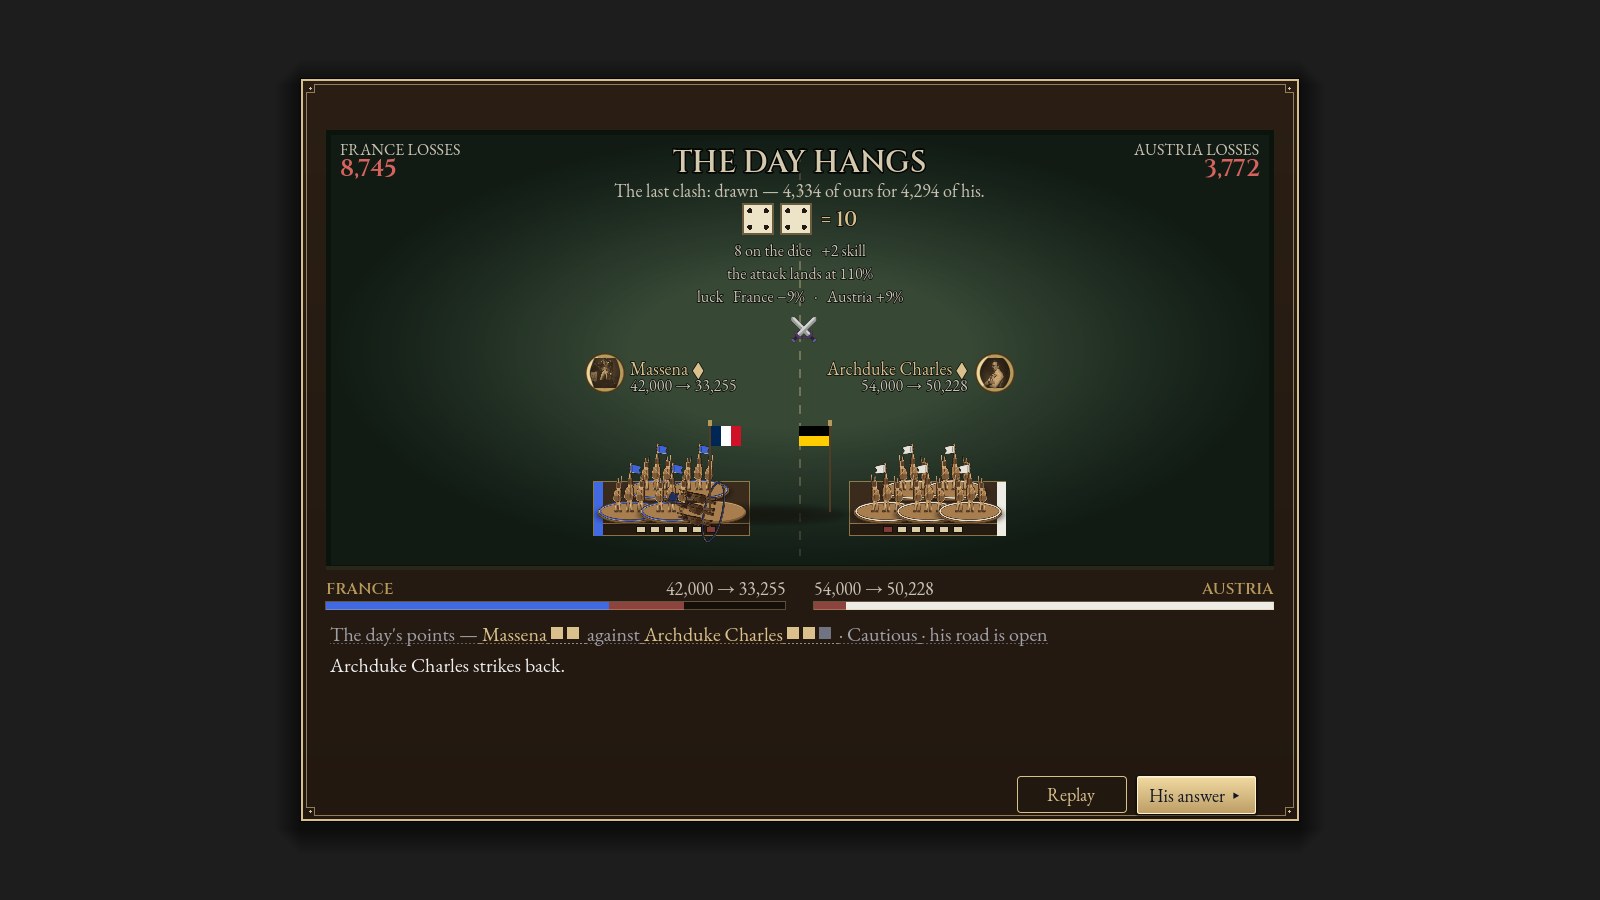 FRANCE LOSSES
8,745
THE DAY HANGS
AUSTRIA LOSSES
3,772
The last clash: drawn — 4,334 of ours for 4,294 of his.
= 10
8 on the dice +2 skill
the attack lands at 110%
luck France −9% · Austria +9%
Massena
42,000 → 33,255
Archduke Charles
54,000 → 50,228
FRANCE
42,000 → 33,255
54,000 → 50,228
AUSTRIA
The day's points — Massena against Archduke Charles · Cautious · his road is open
Archduke Charles strikes back.
Replay
His answer ▸